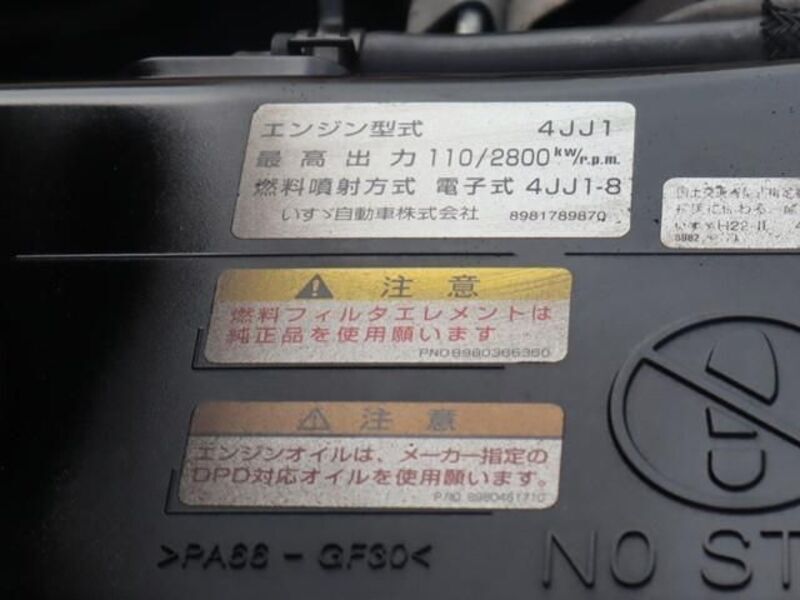 エンジン型式 4JJ1
最高出力 110/2800kw/r.p.m.
燃料噴射方式 電子式 4JJ1-8
いすゞ自動車株式会社 8981789870
注意
燃料フィルタエレメントは
純正品を使用願います
PNO8980366360
注意
エンジンオイルは、メーカー指定の
DPD対応オイルを使用願います。
P/NO. 8980461710
>PA66-GF30<
NO ST